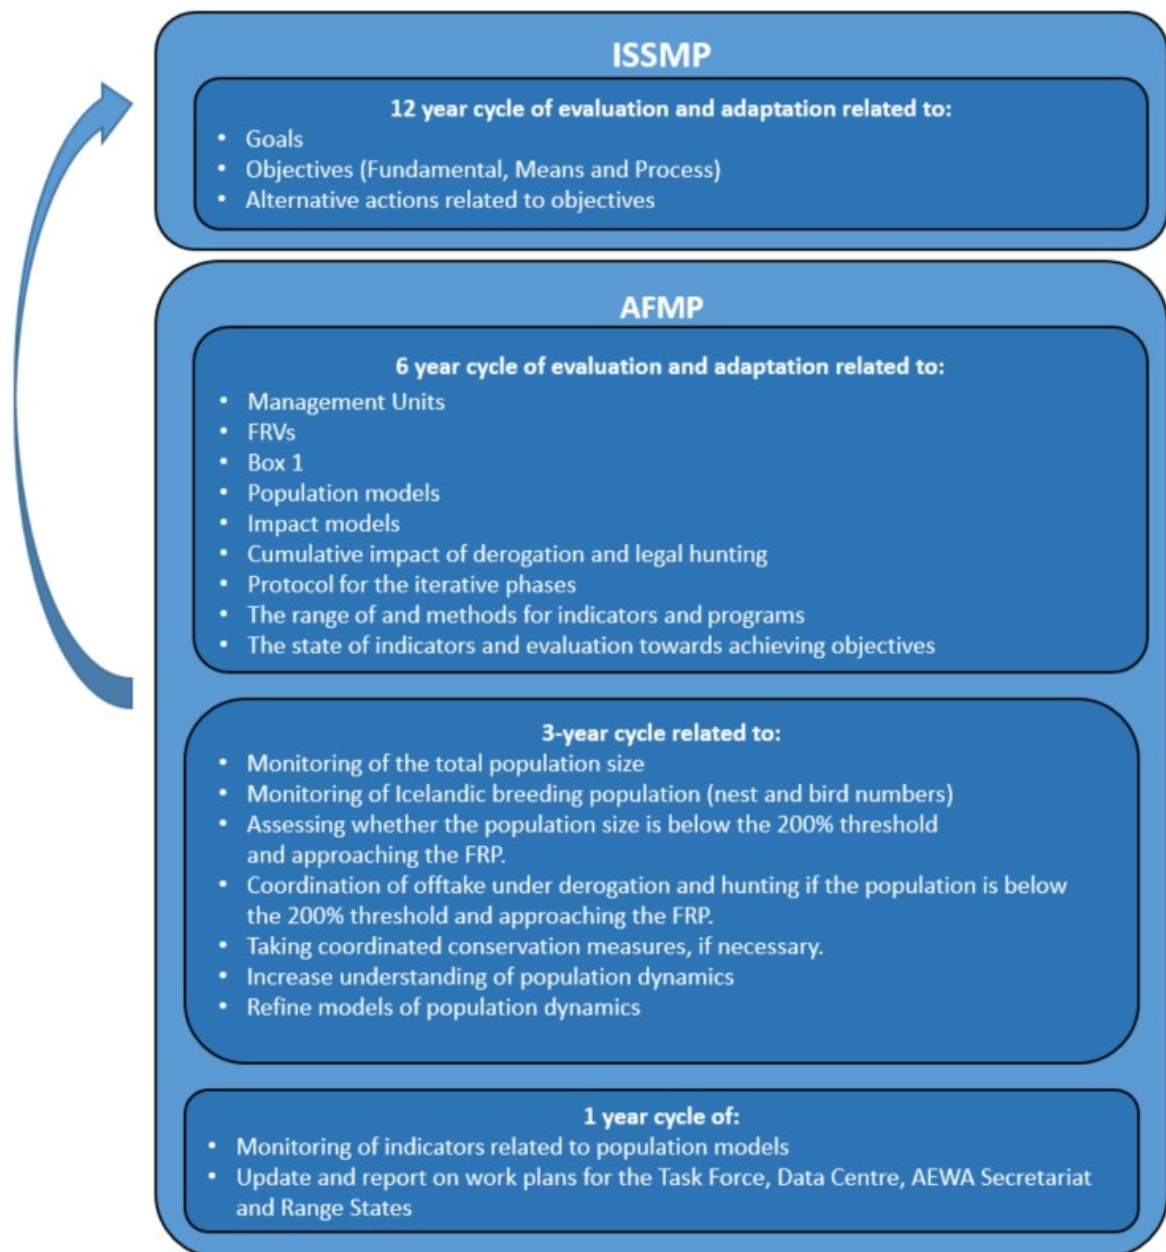 ISSMP
12 year cycle of evaluation and adaptation related to:
• Goals
• Objectives (Fundamental, Means and Process)
• Alternative actions related to objectives
AFMP
6 year cycle of evaluation and adaptation related to:
• Management Units
• FRVs
• Box 1
• Population models
• Impact models
• Cumulative impact of derogation and legal hunting
• Protocol for the iterative phases
• The range of and methods for indicators and programs
• The state of indicators and evaluation towards achieving objectives
3-year cycle related to:
• Monitoring of the total population size
• Monitoring of Icelandic breeding population (nest and bird numbers)
• Assessing whether the population size is below the 200% threshold
and approaching the FRP.
• Coordination of offtake under derogation and hunting if the population is below
the 200% threshold and approaching the FRP.
• Taking coordinated conservation measures, if necessary.
• Increase understanding of population dynamics
• Refine models of population dynamics
1 year cycle of:
• Monitoring of indicators related to population models
• Update and report on work plans for the Task Force, Data Centre, AEWA Secretariat
and Range States